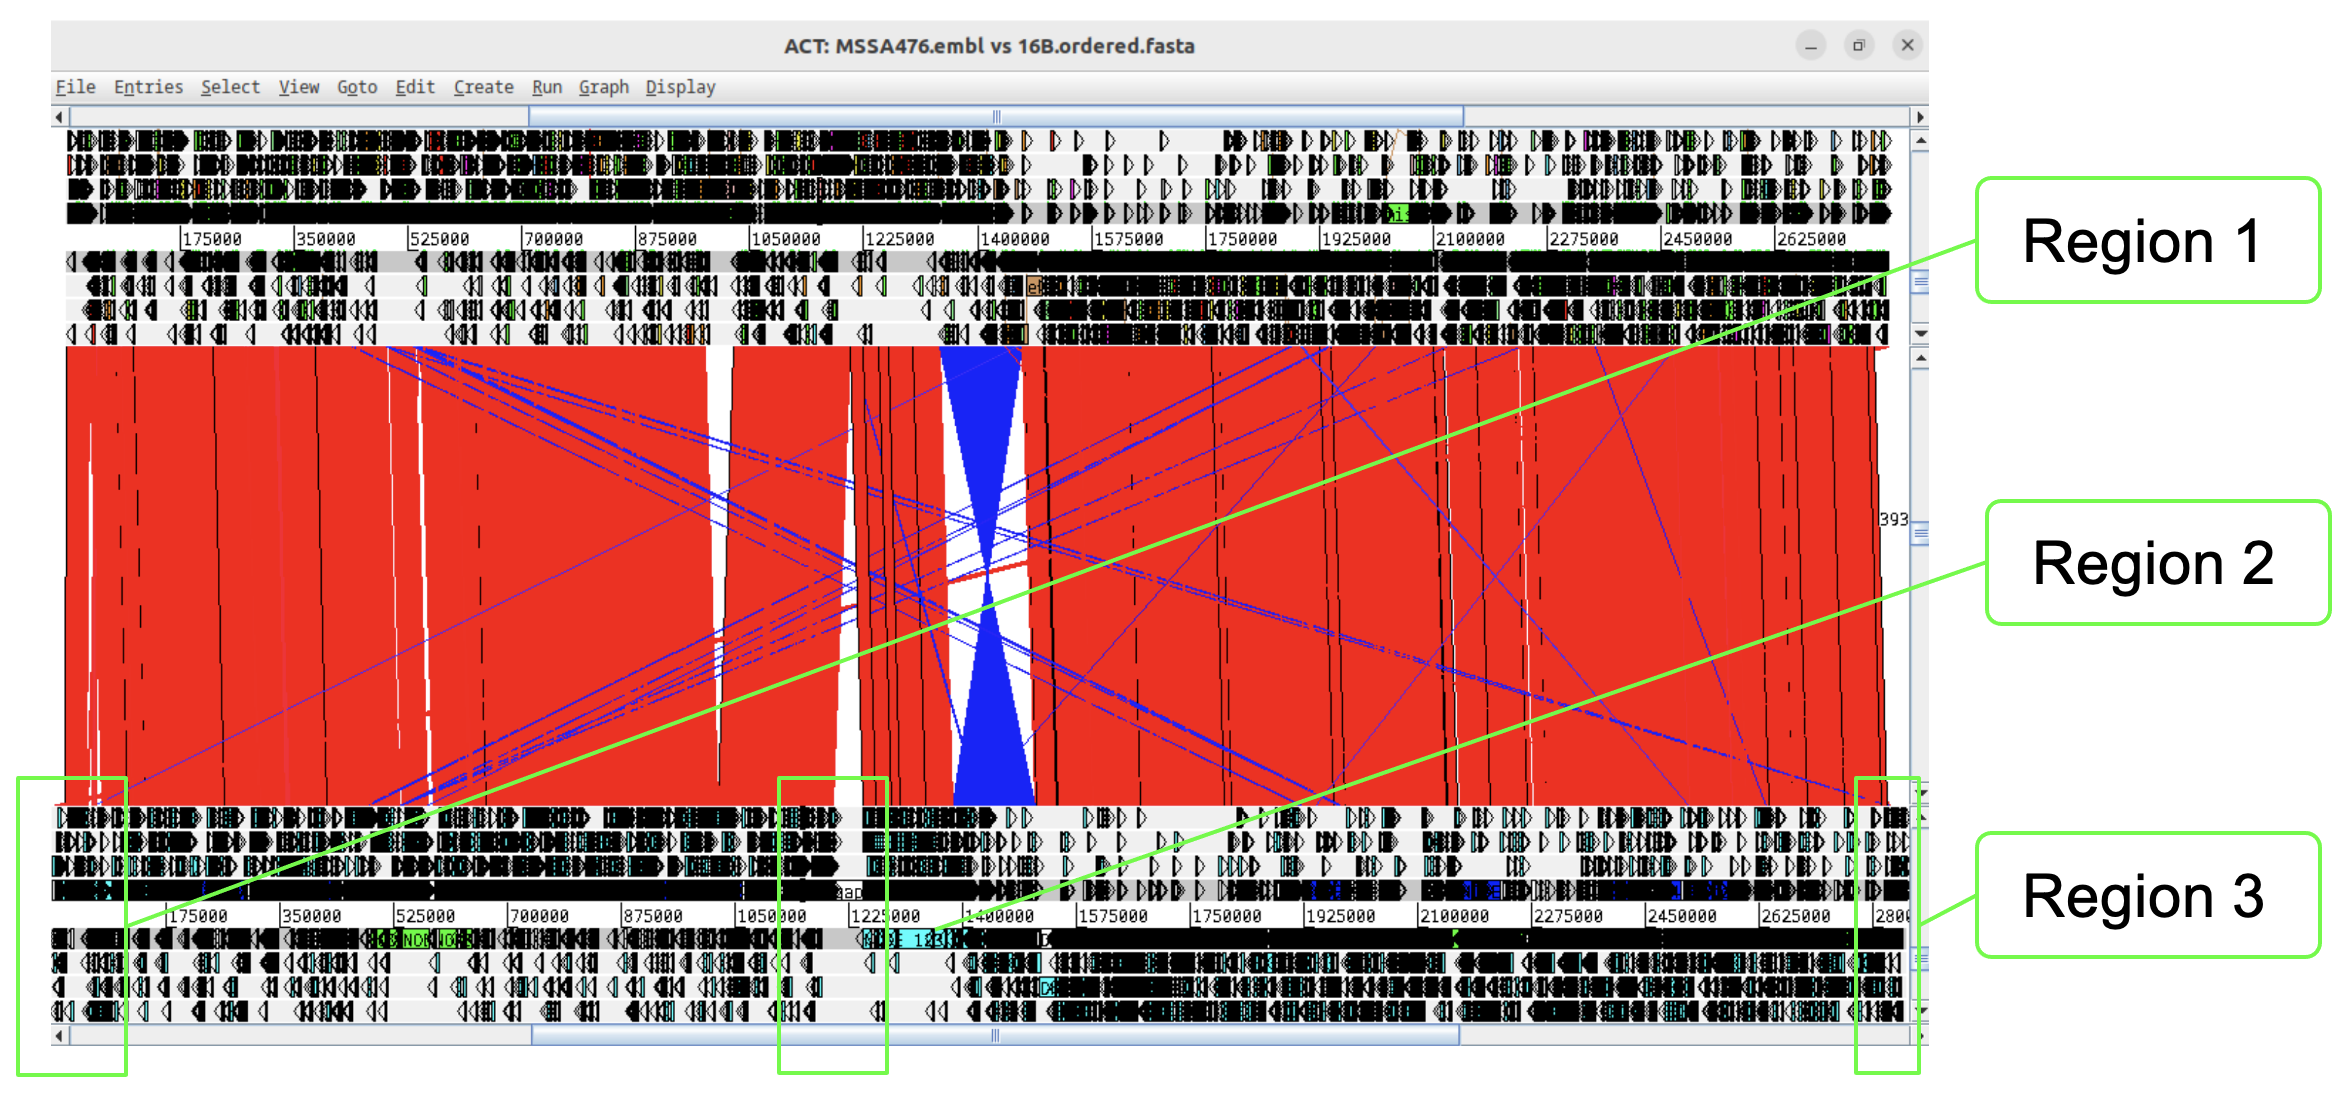 ACT: MSSA476.embl vs 16B.ordered.fasta
File Entries Select View Goto Edit Create Run Graph Display
175000 350000 525000 700000 875000 1050000 1225000 1400000 1575000 1750000 1925000 2100000 2275000 2450000 2625000
Region 1
393
Region 2
175000 350000 525000 700000 875000 1050000 1225000 1400000 1575000 1750000 1925000 2100000 2275000 2450000 2625000 2800
Region 3